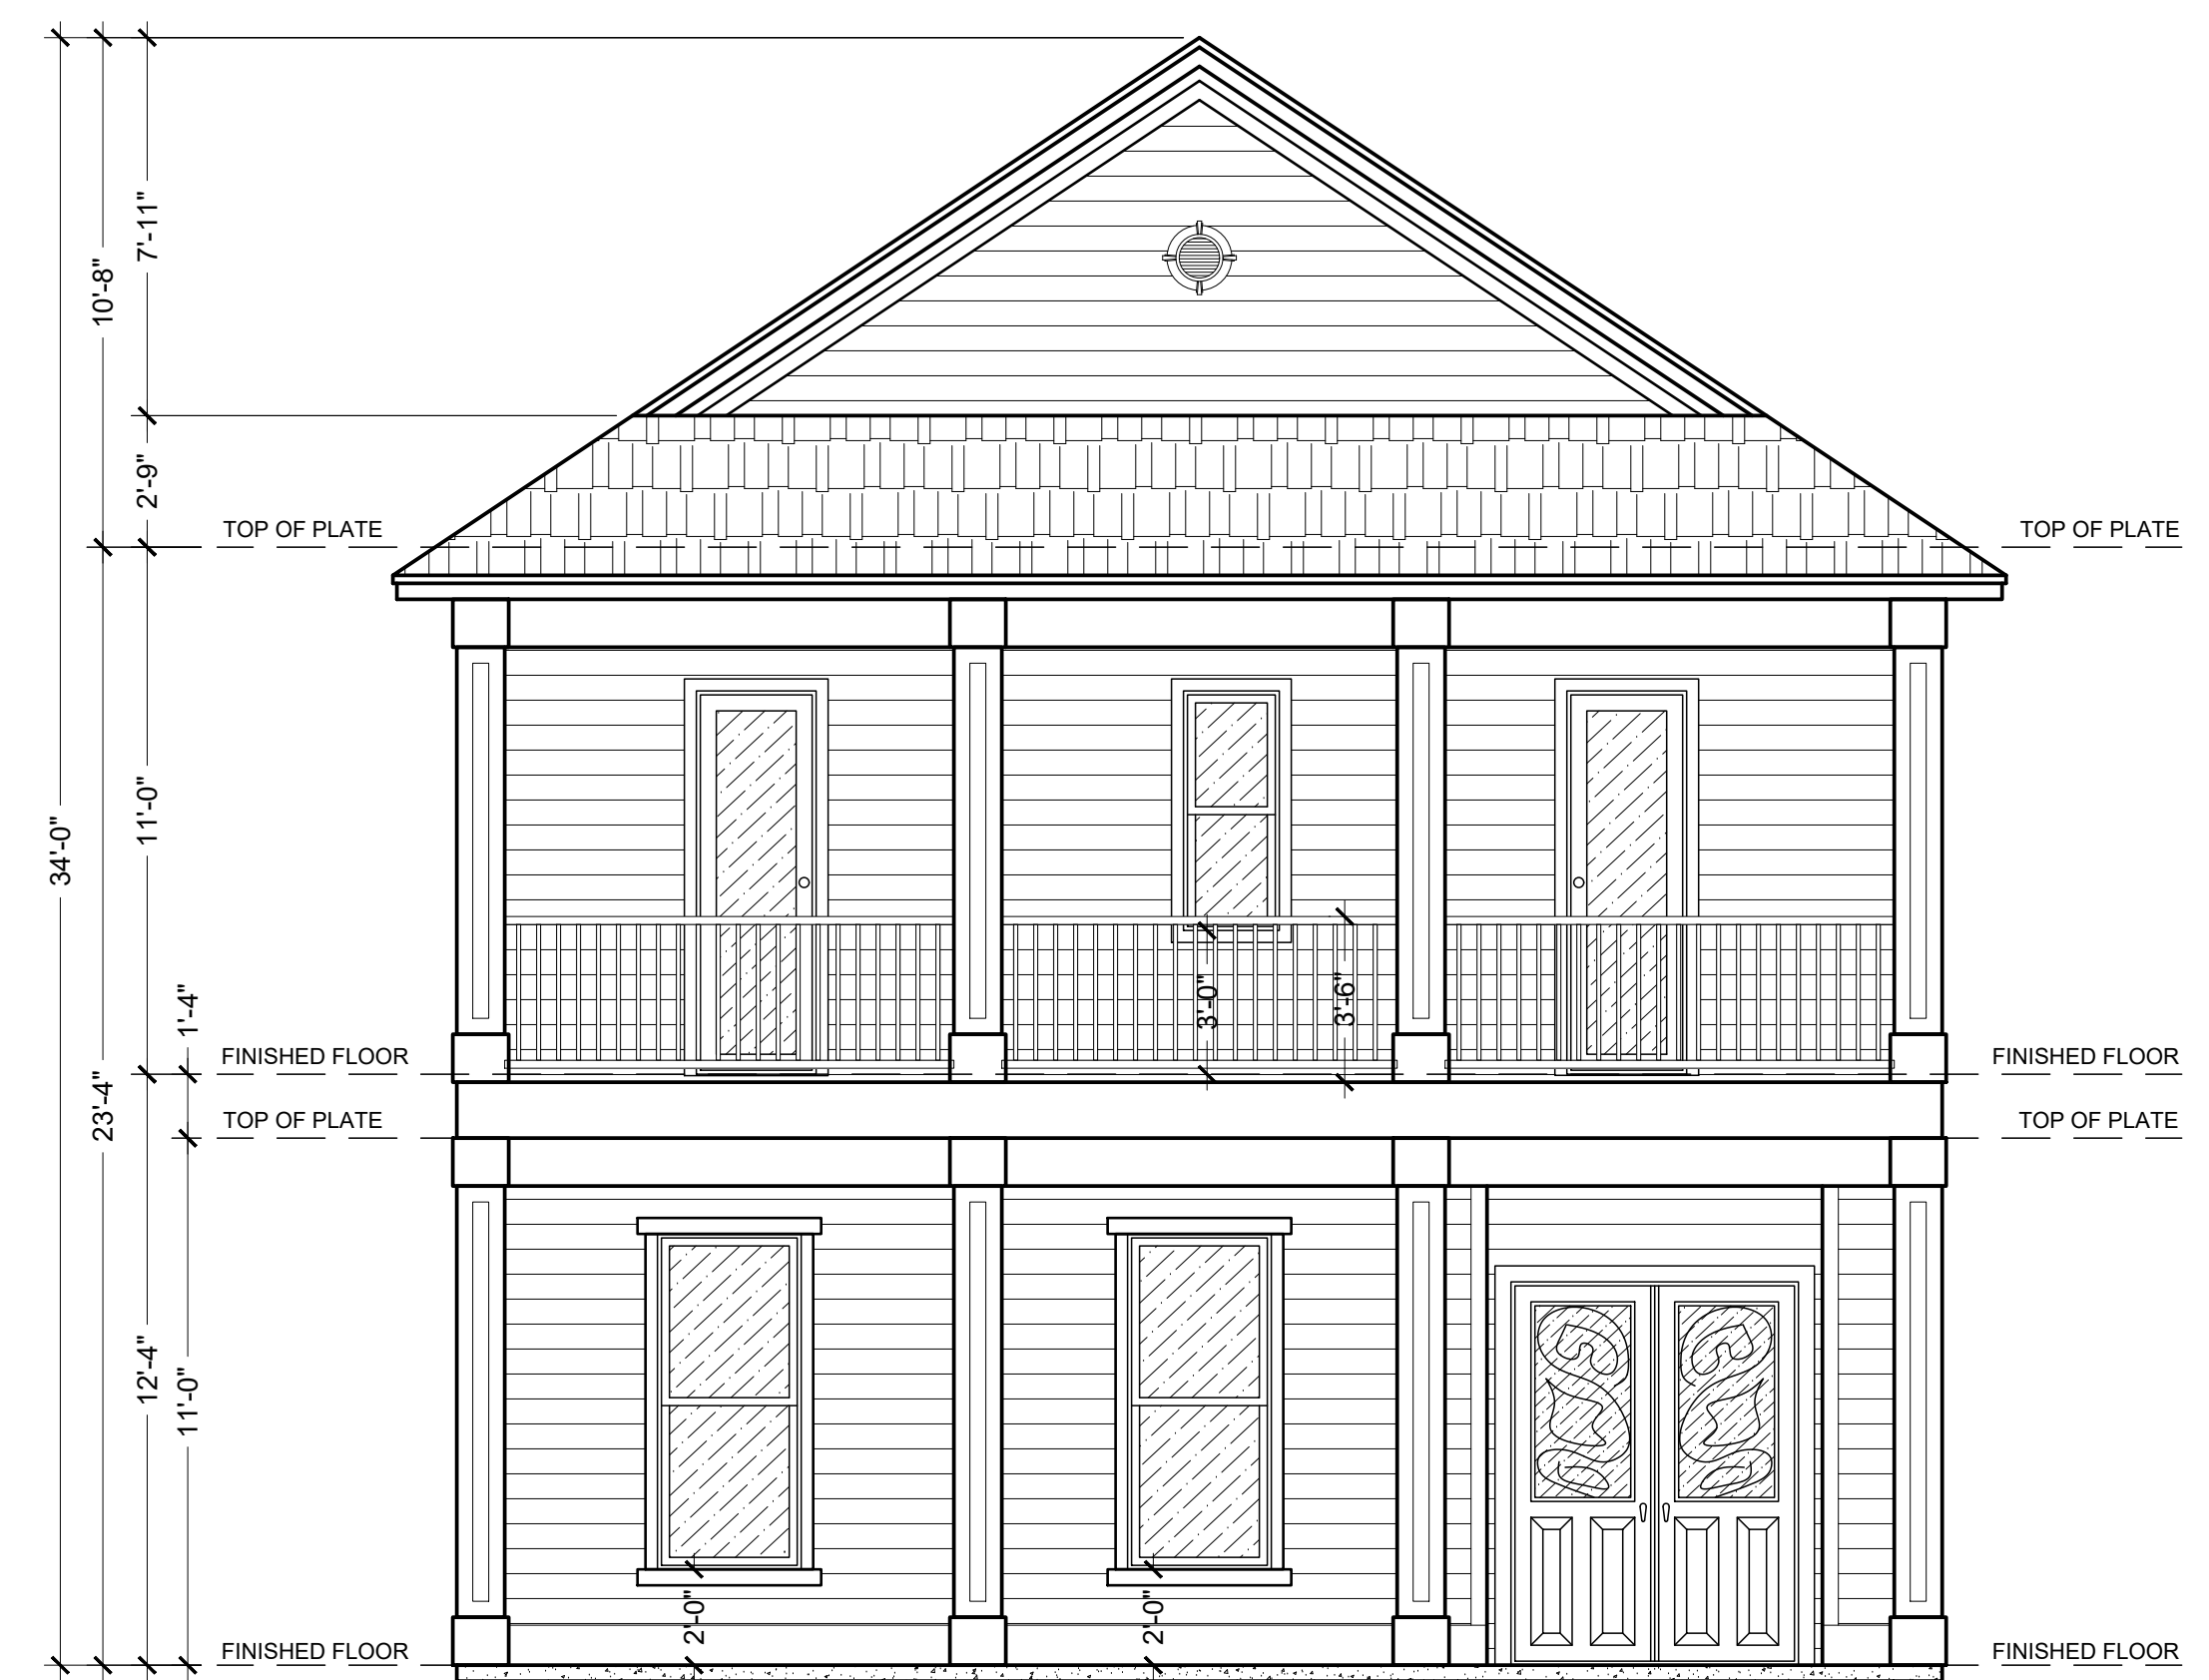 7'-11"
10'-8"
2'-9"
TOP OF PLATE
TOP OF PLATE
34'-0"
11'-0"
3'-0"
3'-6"
1'-4"
FINISHED FLOOR
FINISHED FLOOR
23'-4"
TOP OF PLATE
TOP OF PLATE
12'-4"
11'-0"
2'-0"
2'-0"
FINISHED FLOOR
FINISHED FLOOR